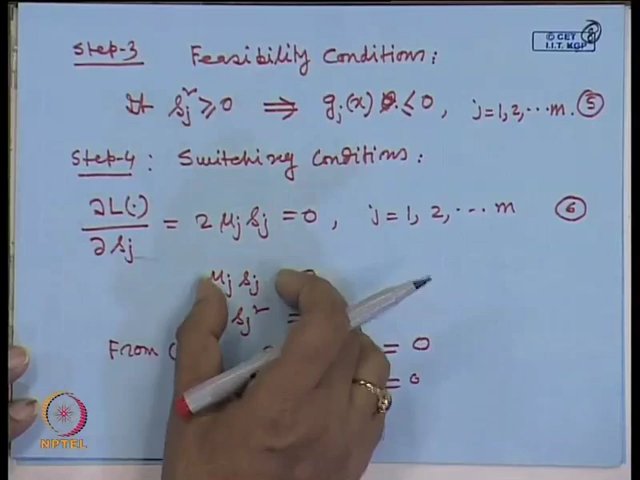 © CET
I.I.T. KGP
Step-3 Feasibility Conditions:
If Sj² ≥ 0 ⟹ gj(x) ≤ 0, j=1,2,…m. (5)
Step-4: Switching Conditions:
∂L(·)/∂Sj = 2 μj Sj = 0, j = 1, 2, … m (6)
μj Sj
Sj² =
From = 0
= 0
NPTEL